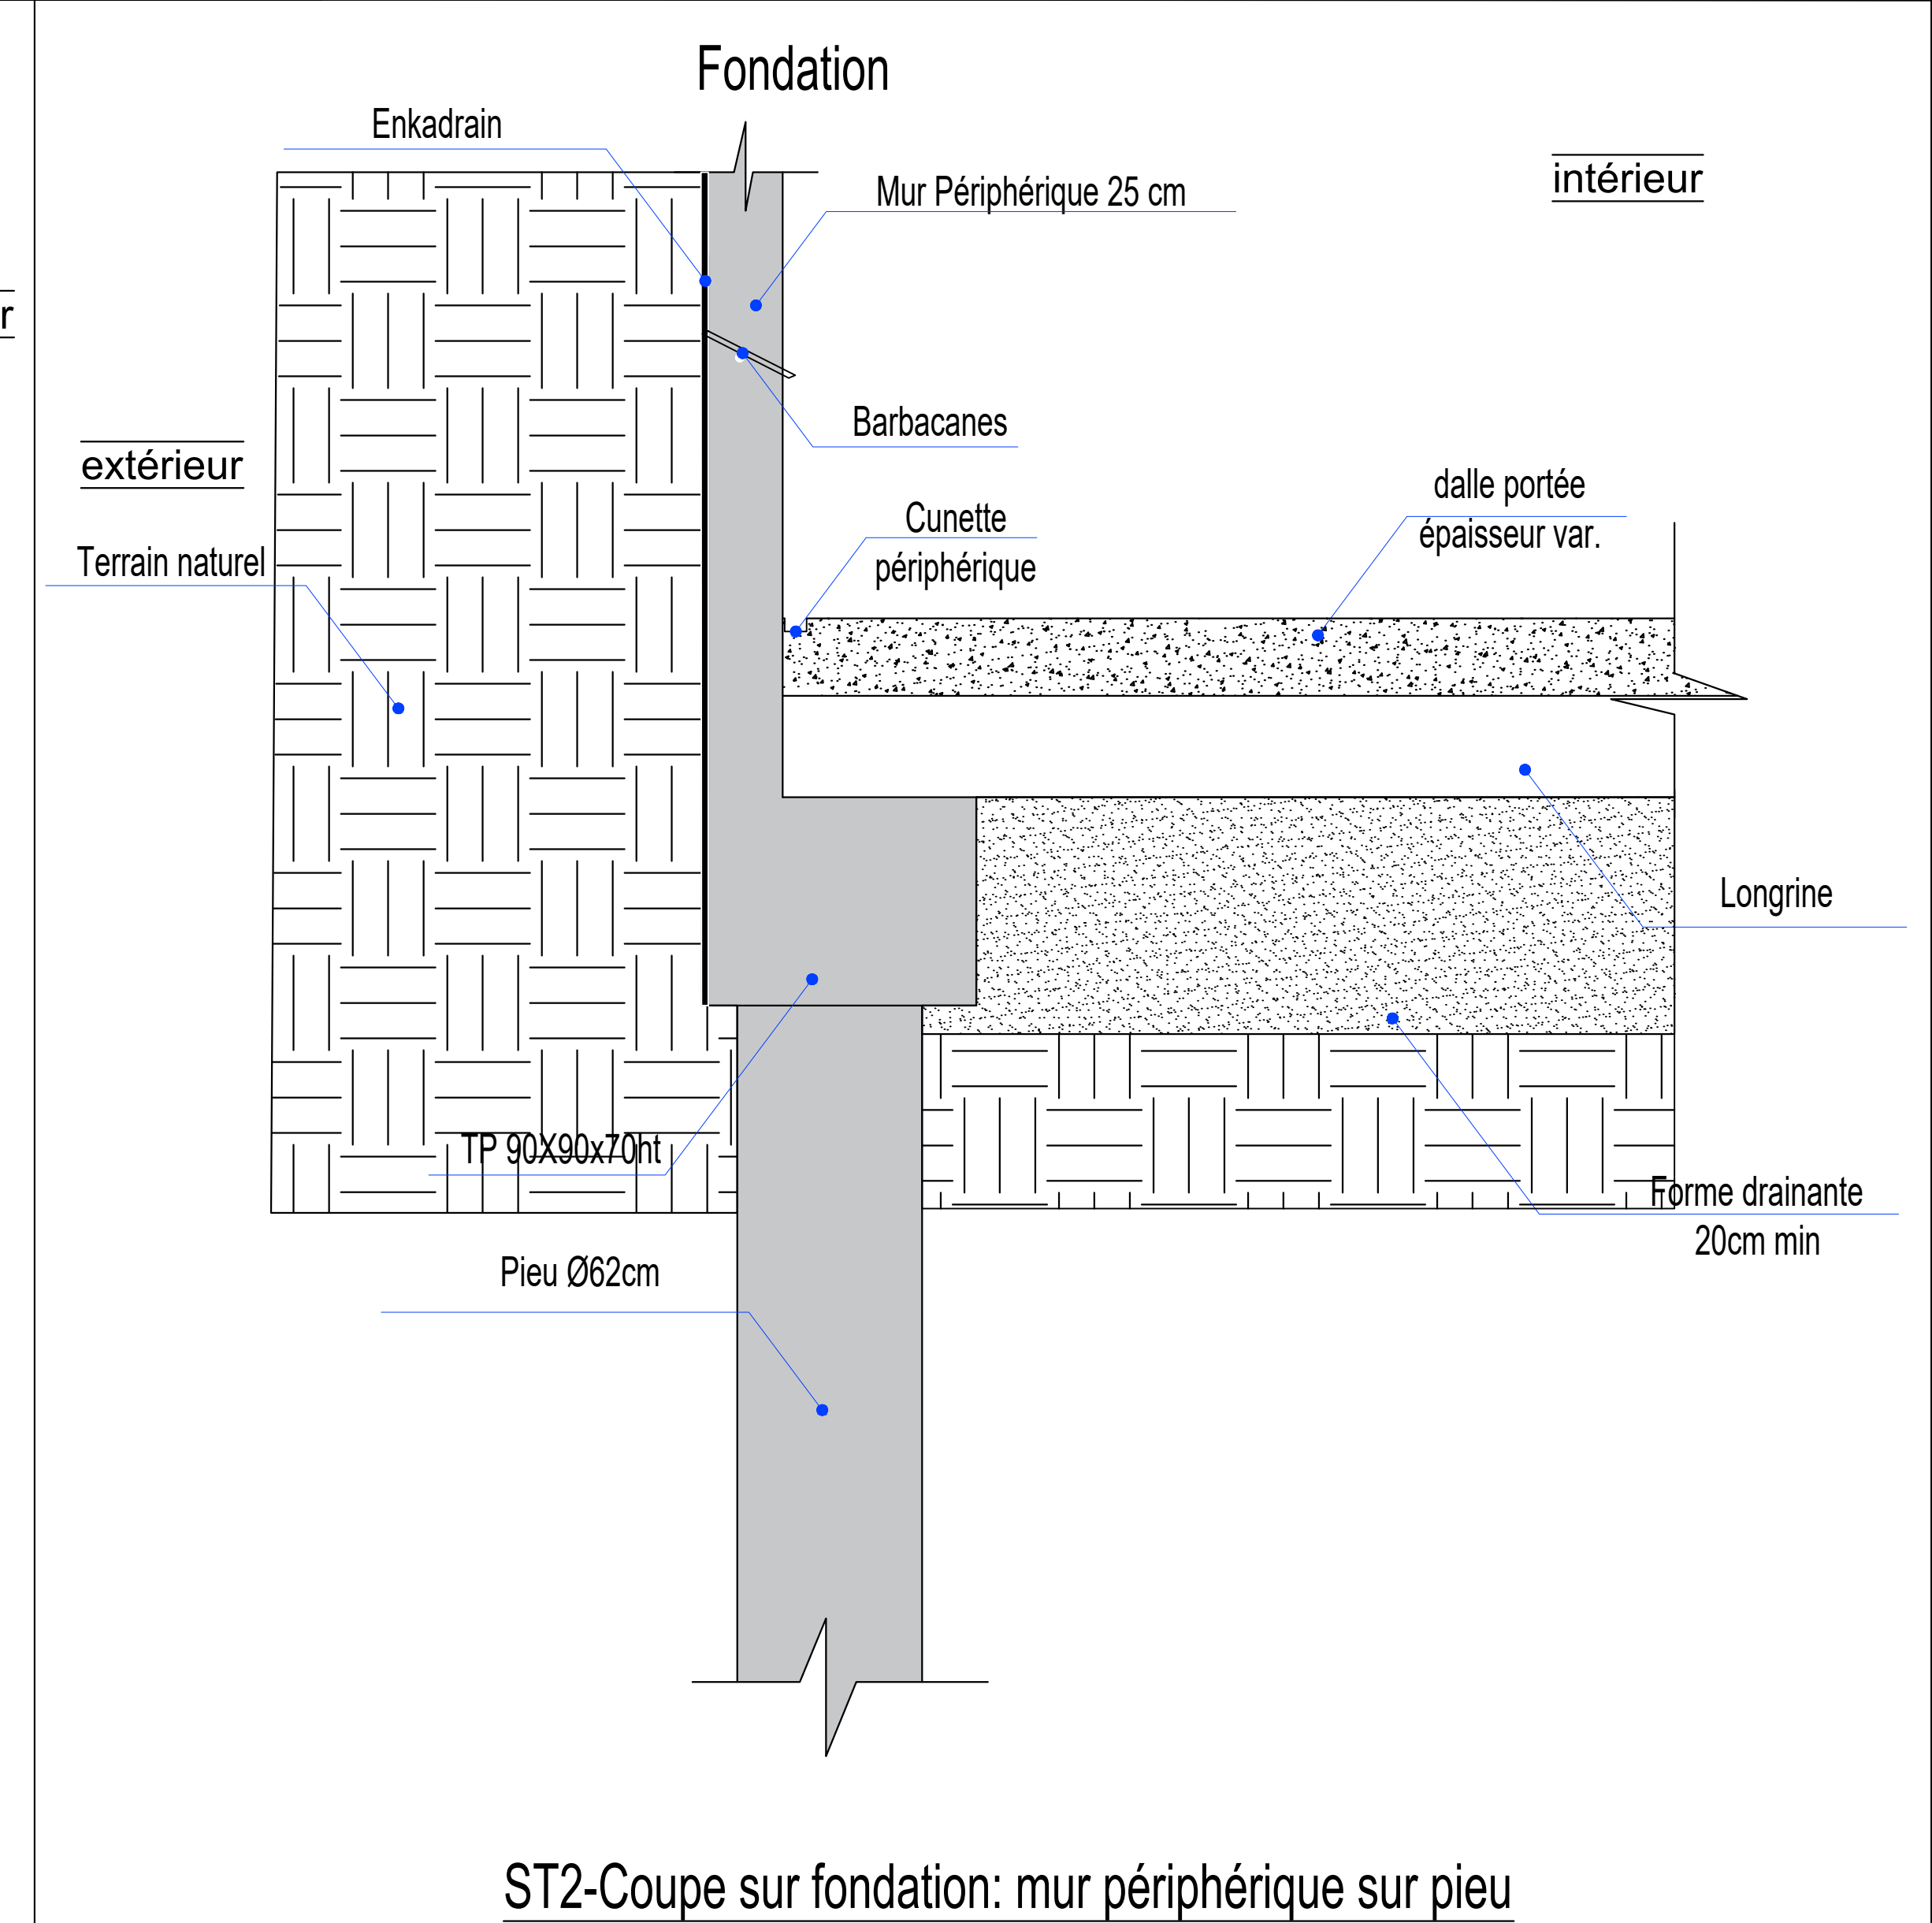 Fondation
Enkadrain
intérieur
Mur Périphérique 25 cm
r
Barbacanes
extérieur
dalle portée
épaisseur var.
Cunette
périphérique
Terrain naturel
Longrine
TP 90X90x70ht
Forme drainante
20cm min
Pieu Ø62cm
ST2-Coupe sur fondation: mur périphérique sur pieu